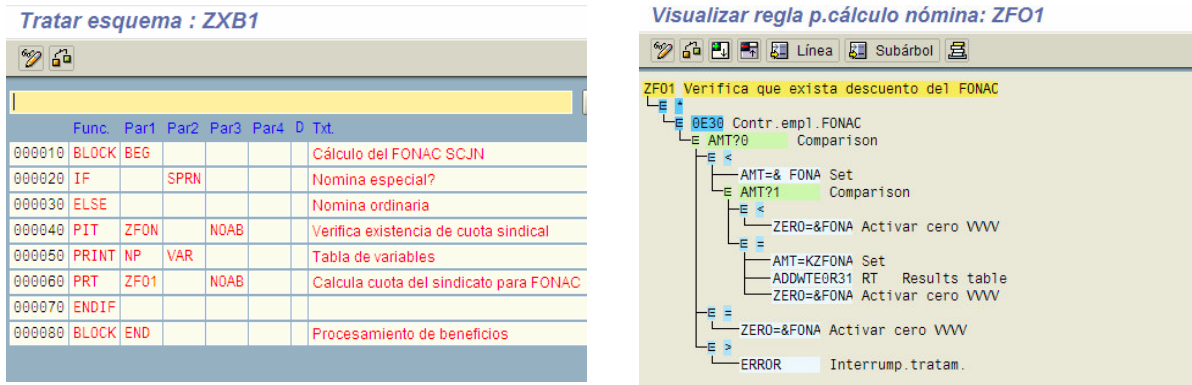 Tratar esquema : ZXB1
Func. Par1 Par2 Par3 Par4 D Txt.
000010 BLOCK BEG Cálculo del FONAC SCJN
000020 IF SPRN Nomina especial?
000030 ELSE Nomina ordinaria
000040 PIT ZFON NOAB Verifica existencia de cuota sindical
000050 PRINT NP VAR Tabla de variables
000060 PRT ZFO1 NOAB Calcula cuota del sindicato para FONAC
000070 ENDIF
000080 BLOCK END Procesamiento de beneficios
Visualizar regla p.cálculo nómina: ZFO1
Línea Subárbol
ZFO1 Verifica que exista descuento del FONAC
*
0E30 Contr.empl.FONAC
AMT?0 Comparison
<
AMT=& FONA Set
AMT?1 Comparison
<
ZERO=&FONA Activar cero VVVV
=
AMT=KZFONA Set
ADDWTE0R31 RT Results table
ZERO=&FONA Activar cero VVVV
=
ZERO=&FONA Activar cero VVVV
>
ERROR Interrump.tratam.